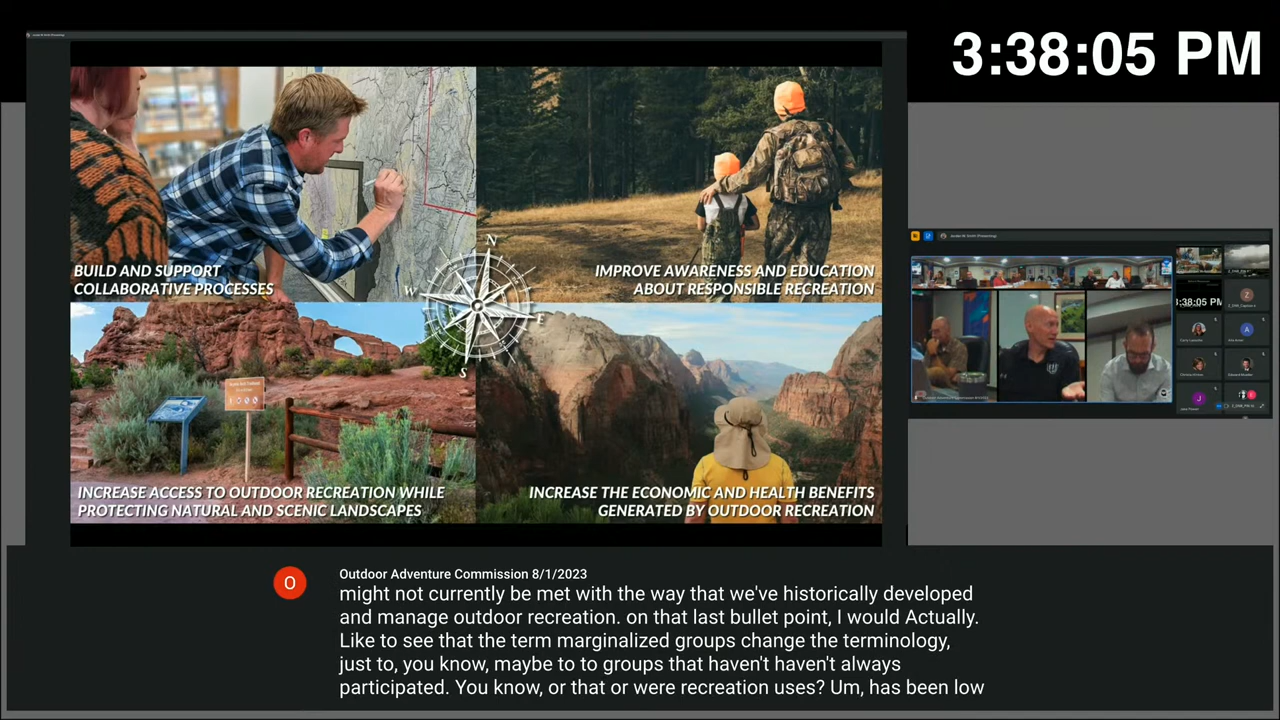 3:38:05 PM
BUILD AND SUPPORT
COLLABORATIVE PROCESSES
IMPROVE AWARENESS AND EDUCATION
ABOUT RESPONSIBLE RECREATION
N
W
E
S
INCREASE ACCESS TO OUTDOOR RECREATION WHILE
PROTECTING NATURAL AND SCENIC LANDSCAPES
INCREASE THE ECONOMIC AND HEALTH BENEFITS
GENERATED BY OUTDOOR RECREATION
3:38:05 PM
O
Outdoor Adventure Commission 8/1/2023
might not currently be met with the way that we've historically developed
and manage outdoor recreation. on that last bullet point, I would Actually.
Like to see that the term marginalized groups change the terminology,
just to, you know, maybe to to groups that haven't haven't always
participated. You know, or that or were recreation uses? Um, has been low